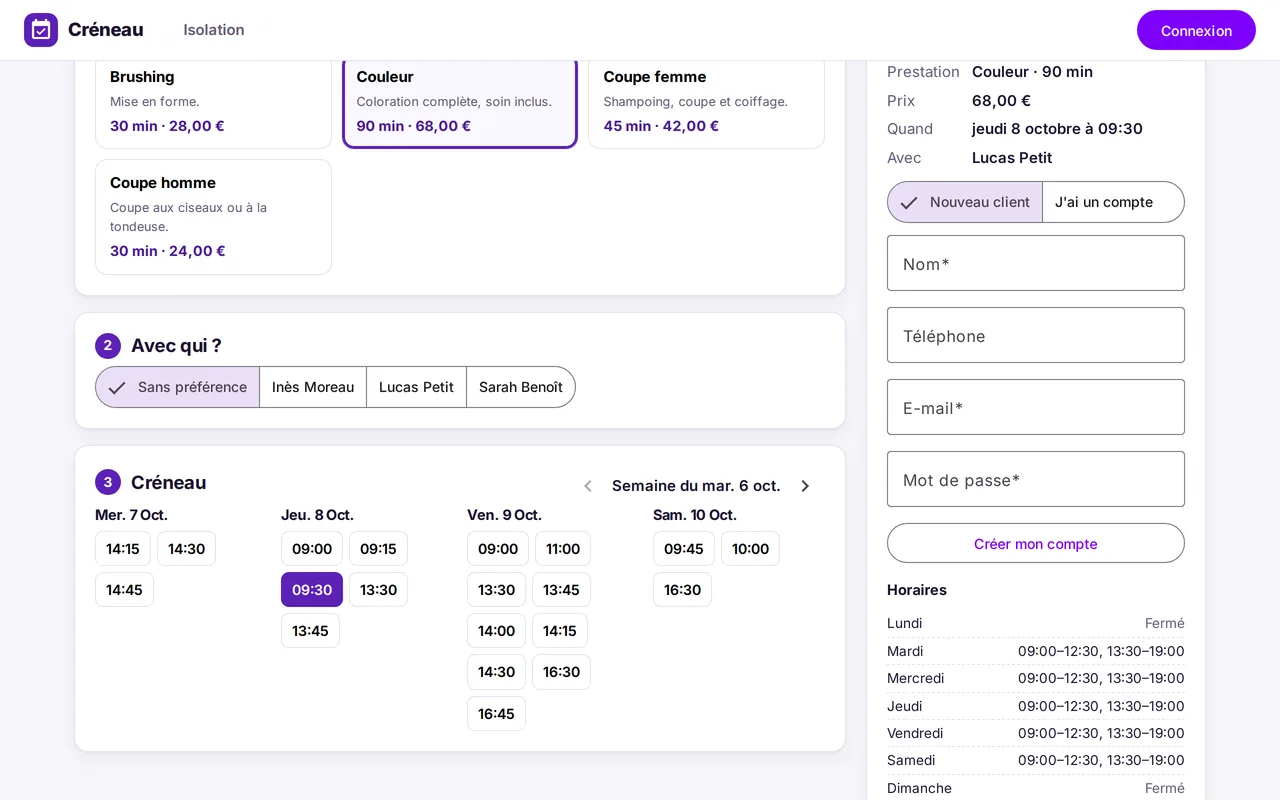 Créneau
Isolation
Connexion
Brushing
Mise en forme.
30 min · 28,00 €
Couleur
Coloration complète, soin inclus.
90 min · 68,00 €
Coupe femme
Shampoing, coupe et coiffage.
45 min · 42,00 €
Coupe homme
Coupe aux ciseaux ou à la
tondeuse.
30 min · 24,00 €
2 Avec qui ?
Sans préférence
Inès Moreau
Lucas Petit
Sarah Benoît
3 Créneau
Semaine du mar. 6 oct.
Mer. 7 Oct.
14:15 14:30
14:45
Jeu. 8 Oct.
09:00 09:15
09:30 13:30
13:45
Ven. 9 Oct.
09:00 11:00
13:30 13:45
14:00 14:15
14:30 16:30
16:45
Sam. 10 Oct.
09:45 10:00
16:30
Prestation Couleur · 90 min
Prix 68,00 €
Quand jeudi 8 octobre à 09:30
Avec Lucas Petit
Nouveau client
J'ai un compte
Nom*
Téléphone
E-mail*
Mot de passe*
Créer mon compte
Horaires
Lundi Fermé
Mardi 09:00–12:30, 13:30–19:00
Mercredi 09:00–12:30, 13:30–19:00
Jeudi 09:00–12:30, 13:30–19:00
Vendredi 09:00–12:30, 13:30–19:00
Samedi 09:00–12:30, 13:30–19:00
Dimanche Fermé